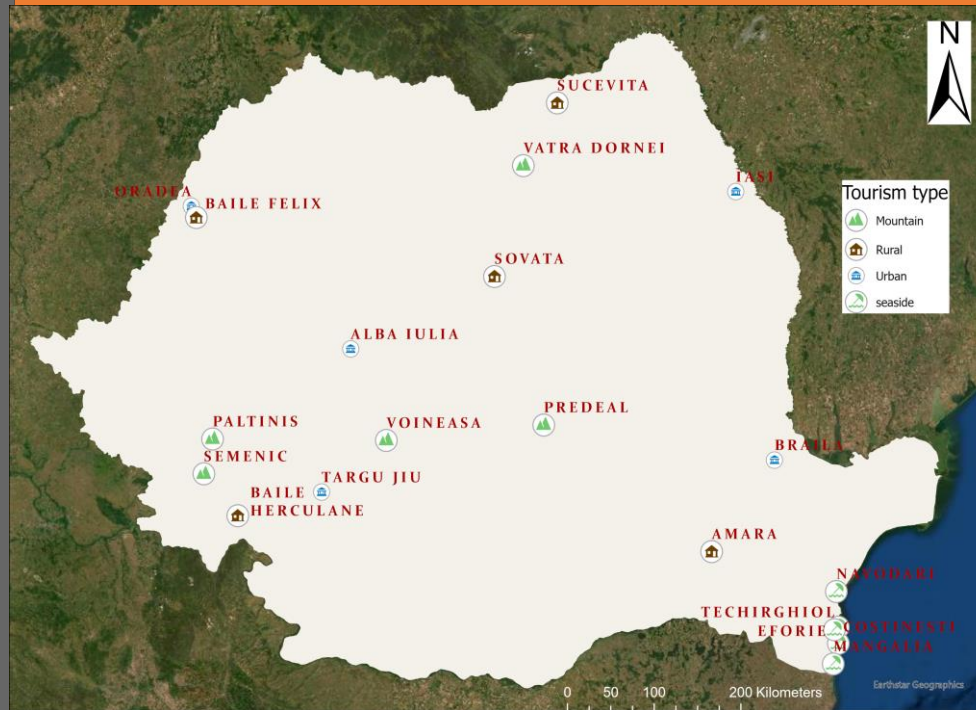 N
SUCEVITA
VATRA DORNEI
IASI
ORADEA
BAILE FELIX
Tourism type
Mountain
Rural
Urban
seaside
SOVATA
ALBA IULIA
PREDEAL
PALTINIS
VOINEASA
BRAILA
SEMENIC
TARGU JIU
BAILE
HERCULANE
AMARA
NAVODARI
TECHIRGHIOL
EFORIE
COSTINESTI
MANGALIA
Earthstar Geographics
0 50 100 200 Kilometers